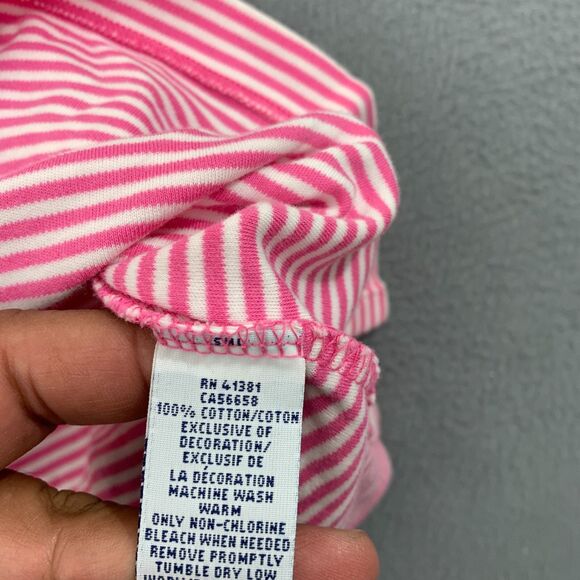 RN 41381
CA56658
100% COTTON/COTON
EXCLUSIVE OF
DECORATION/
EXCLUSIF DE
LA DÉCORATION
MACHINE WASH
WARM
ONLY NON-CHLORINE
BLEACH WHEN NEEDED
REMOVE PROMPTLY
TUMBLE DRY LOW